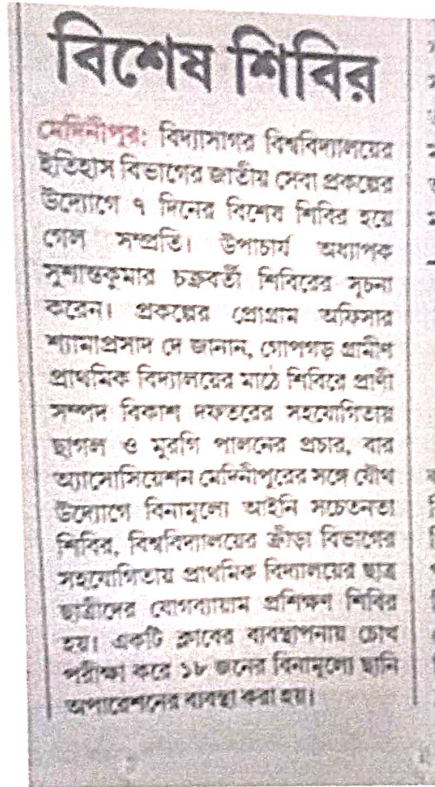 বিশেষ শিবির
মেদিনীপুর: বিদ্যাসাগর বিশ্ববিদ্যালয়ের
ইতিহাস বিভাগের জাতীয় সেবা প্রকল্পের
উদ্যোগে ৭ দিনের বিশেষ শিবির হয়ে
গেল সম্প্রতি। উপাচার্য অধ্যাপক
সুশান্তকুমার চক্রবর্তী শিবিরের সূচনা
করেন। প্রকল্পের প্রোগ্রাম অফিসার
শ্যামাপ্রসাদ দে জানান, গোপগড় গ্রামীণ
প্রাথমিক বিদ্যালয়ের মাঠে শিবিরে প্রাণী
সম্পদ বিকাশ দফতরের সহযোগিতায়
ছাগল ও মুরগি পালনের প্রচার, বার
অ্যাসোসিয়েশন মেদিনীপুরের সঙ্গে যৌথ
উদ্যোগে বিনামূল্যে আইনি সচেতনতা
শিবির, বিশ্ববিদ্যালয়ের ক্রীড়া বিভাগের
সহযোগিতায় প্রাথমিক বিদ্যালয়ের ছাত্র
ছাত্রীদের যোগব্যায়াম প্রশিক্ষণ শিবির
হয়। একটি ক্লাবের ব্যবস্থাপনায় চোখ
পরীক্ষা করে ১৮ জনের বিনামূল্যে ছানি
অপারেশনের ব্যবস্থা করা হয়।